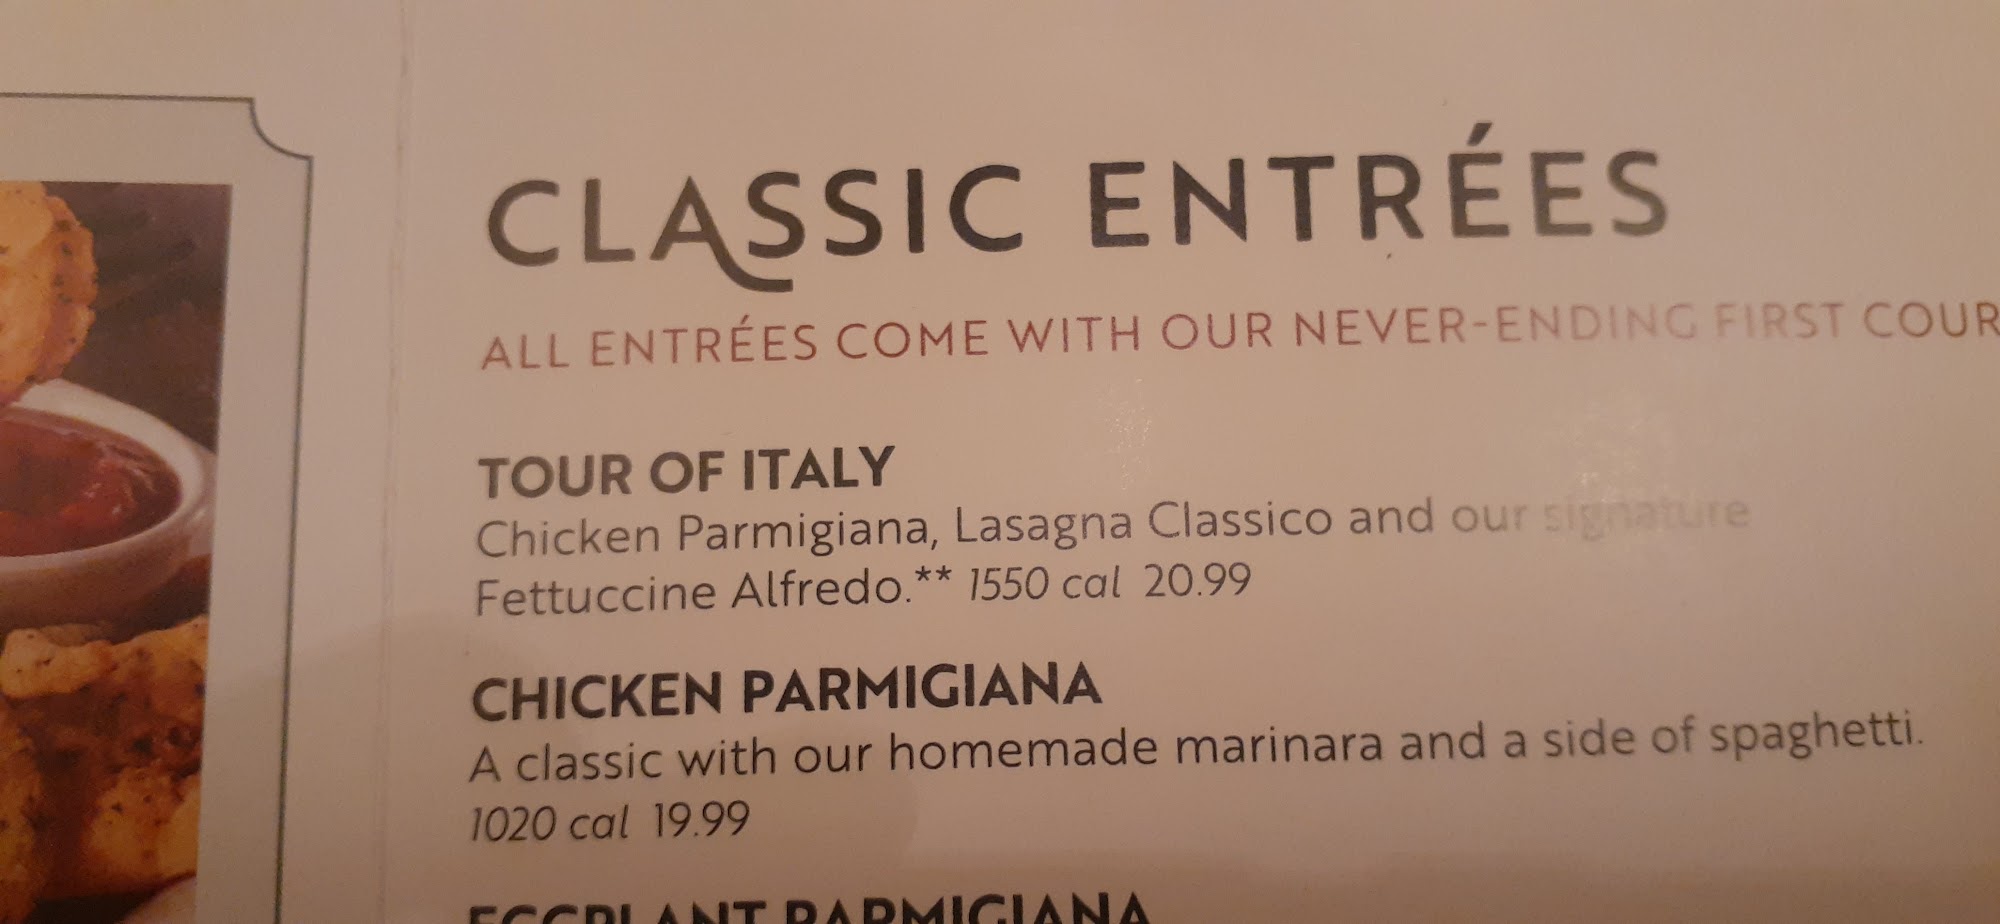 CLASSIC ENTRÉES
ALL ENTRÉES COME WITH OUR NEVER-ENDING FIRST COUR
TOUR OF ITALY
Chicken Parmigiana, Lasagna Classico and our signature
Fettuccine Alfredo.** 1550 cal 20.99
CHICKEN PARMIGIANA
A classic with our homemade marinara and a side of spaghetti.
1020 cal 19.99
EGGPLANT PARMIGIANA